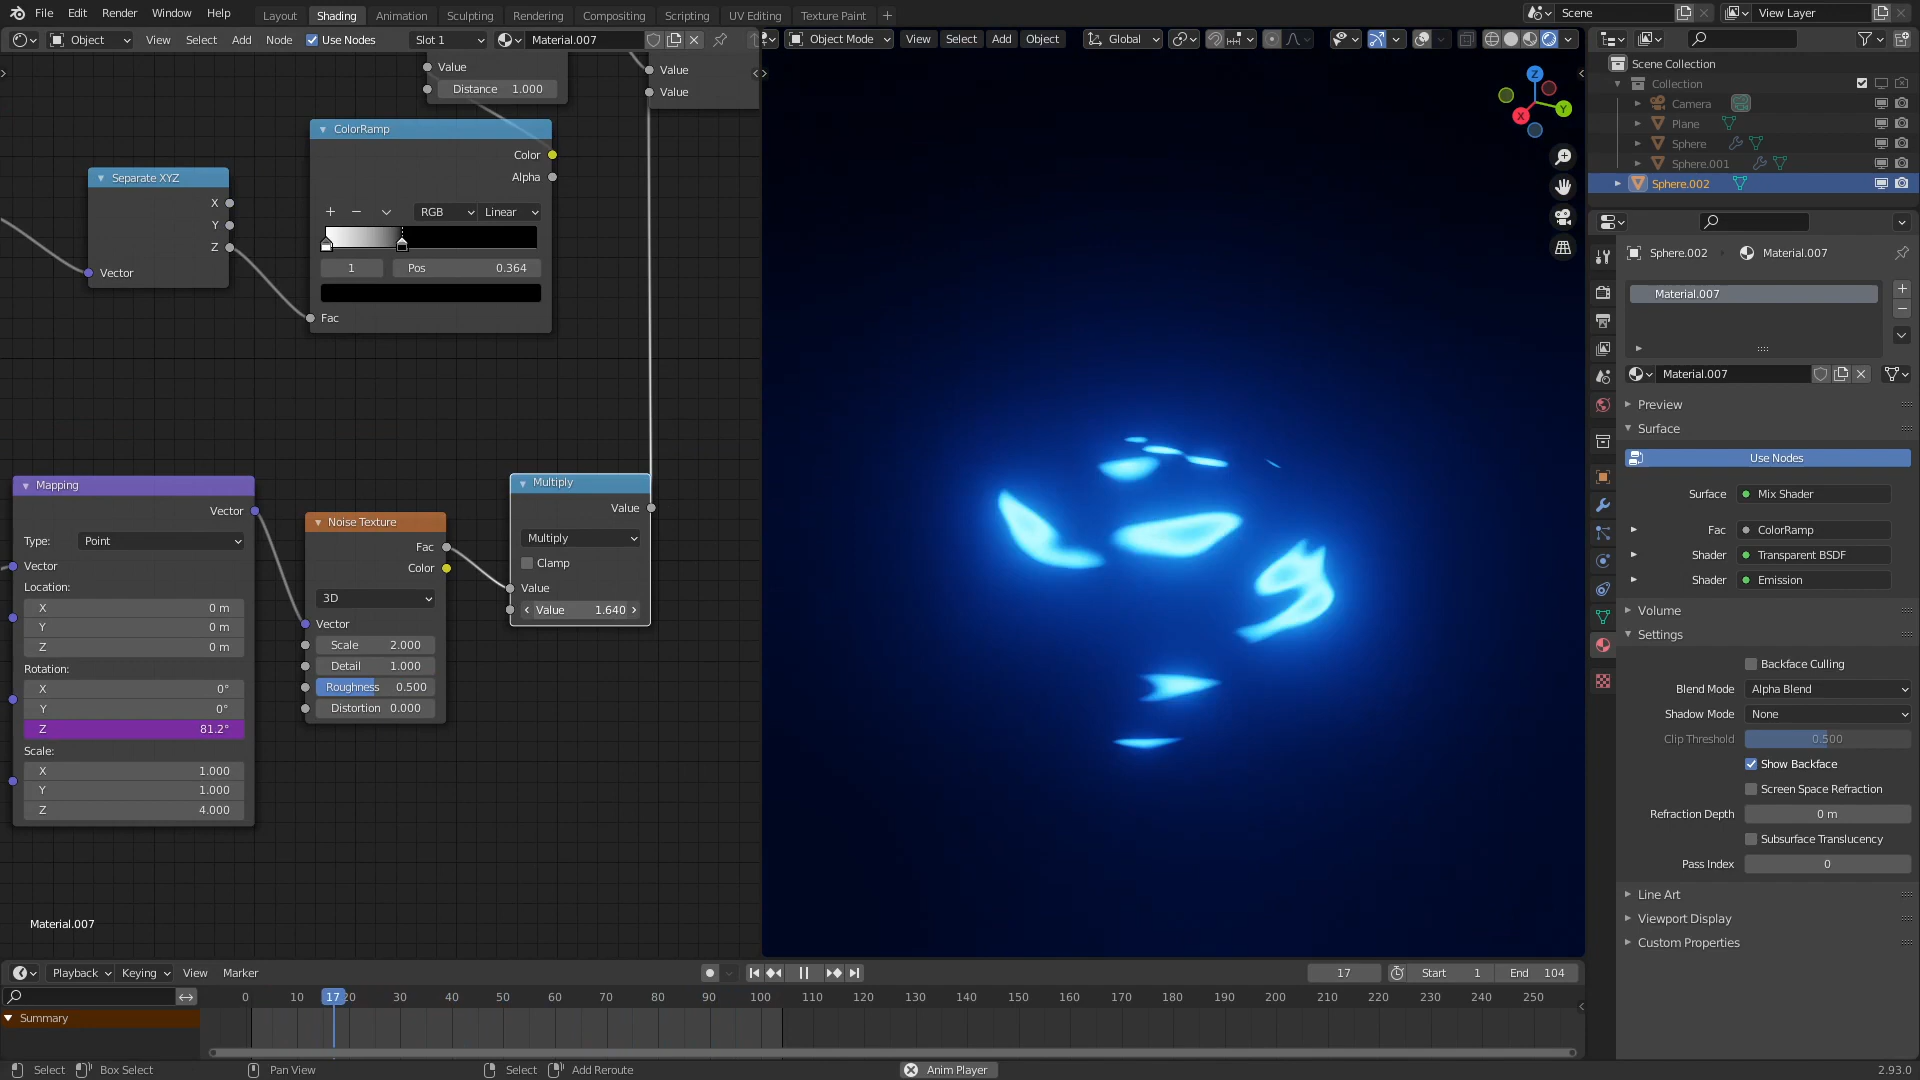 File Edit Render Window Help Layout Shading Animation Sculpting Rendering Compositing Scripting UV Editing Texture Paint + Scene View Layer
Object View Select Add Node Use Nodes Slot 1 Material.007 Object Mode View Select Add Object Global
Value
Distance 1.000
Value
Value
ColorRamp
Color
Alpha
RGB Linear
1 Pos 0.364
Fac
Separate XYZ
X
Y
Z
Vector
Mapping
Vector
Type: Point
Vector
Location:
X 0 m
Y 0 m
Z 0 m
Rotation:
X 0°
Y 0°
Z 81.2°
Scale:
X 1.000
Y 1.000
Z 4.000
Noise Texture
Fac
Color
3D
Vector
Scale 2.000
Detail 1.000
Roughness 0.500
Distortion 0.000
Multiply
Value
Multiply
Clamp
Value
Value 1.640
Material.007
Z
Y
X
Scene Collection
Collection
Camera
Plane
Sphere
Sphere.001
Sphere.002
Sphere.002 Material.007
Material.007
Material.007
Preview
Surface
Use Nodes
Surface Mix Shader
Fac ColorRamp
Shader Transparent BSDF
Shader Emission
Volume
Settings
Backface Culling
Blend Mode Alpha Blend
Shadow Mode None
Clip Threshold 0.500
Show Backface
Screen Space Refraction
Refraction Depth 0 m
Subsurface Translucency
Pass Index 0
Line Art
Viewport Display
Custom Properties
Playback Keying View Marker 17 Start 1 End 104
0 10 17 20 30 40 50 60 70 80 90 100 110 120 130 140 150 160 170 180 190 200 210 220 230 240 250
Summary
Select Box Select Pan View Select Add Reroute Anim Player 2.93.0